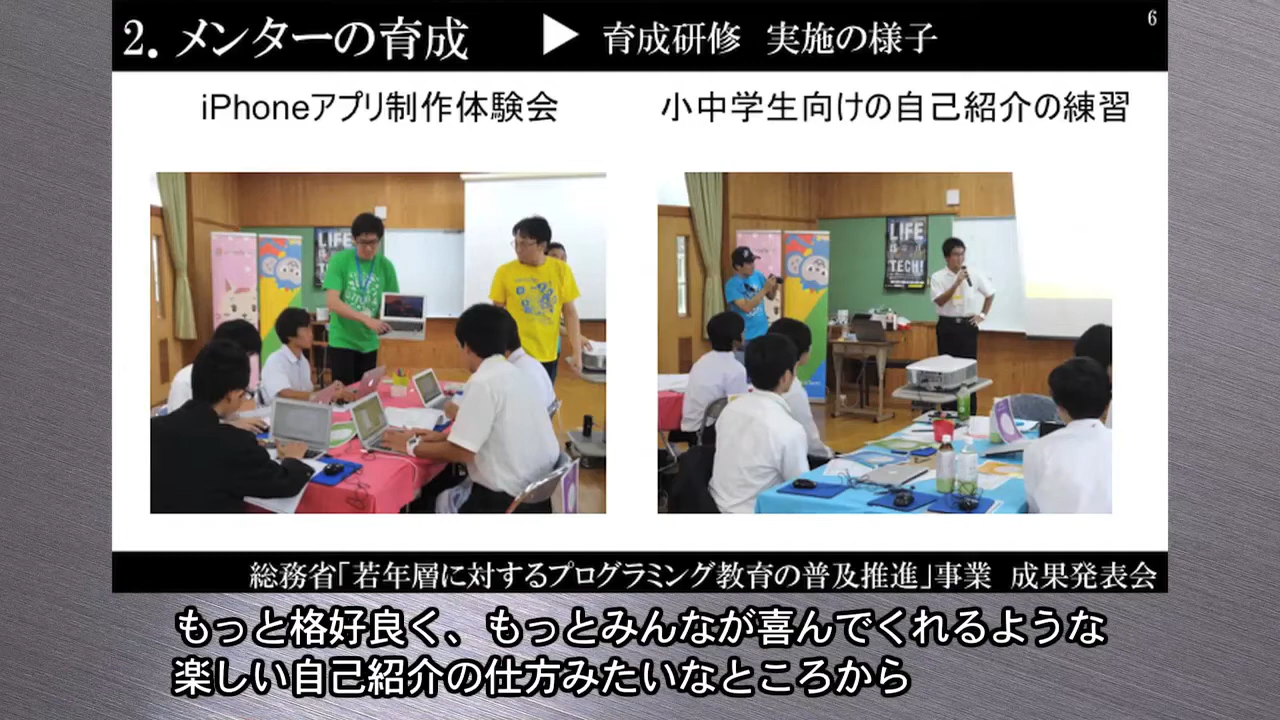 2. メンターの育成 ▶ 育成研修 実施の様子
6
iPhoneアプリ制作体験会
小中学生向けの自己紹介の練習
LIFE
IS
TECH!
LIFE
IS
TECH!
総務省「若年層に対するプログラミング教育の普及推進」事業 成果発表会
もっと格好良く、もっとみんなが喜んでくれるような
楽しい自己紹介の仕方みたいなところから